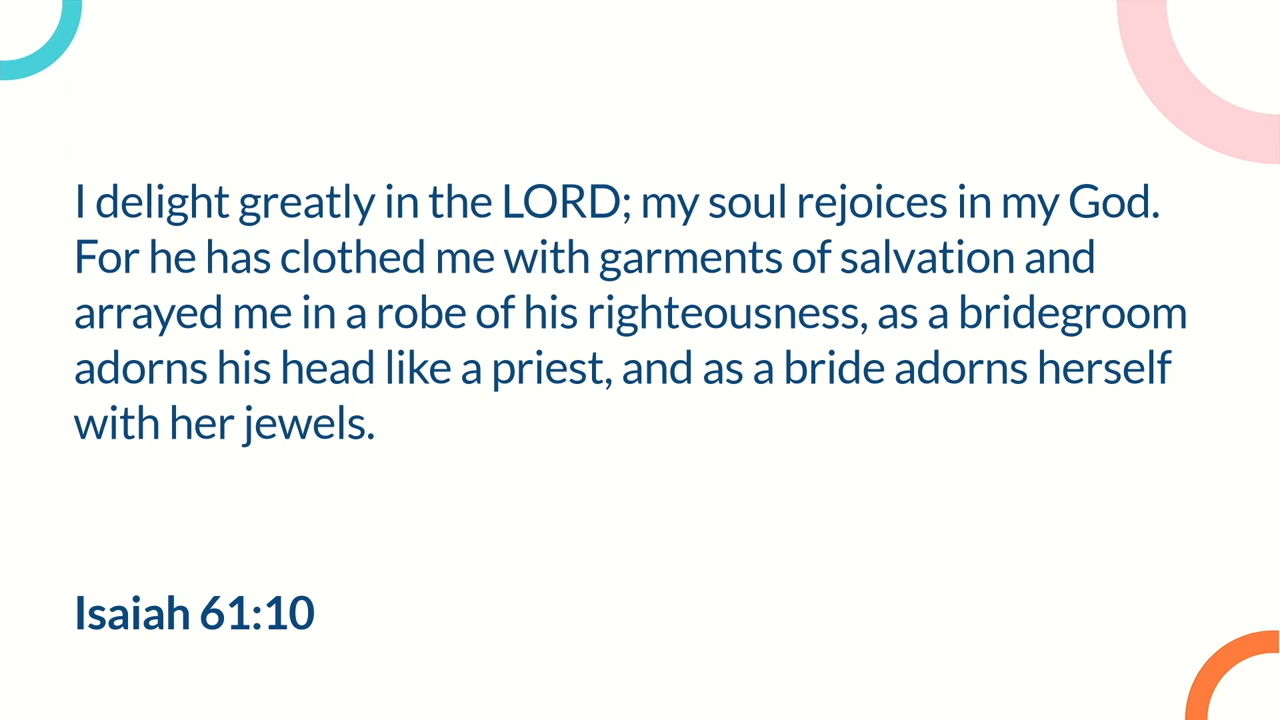 I delight greatly in the LORD; my soul rejoices in my God.
For he has clothed me with garments of salvation and
arrayed me in a robe of his righteousness, as a bridegroom
adorns his head like a priest, and as a bride adorns herself
with her jewels.
Isaiah 61:10